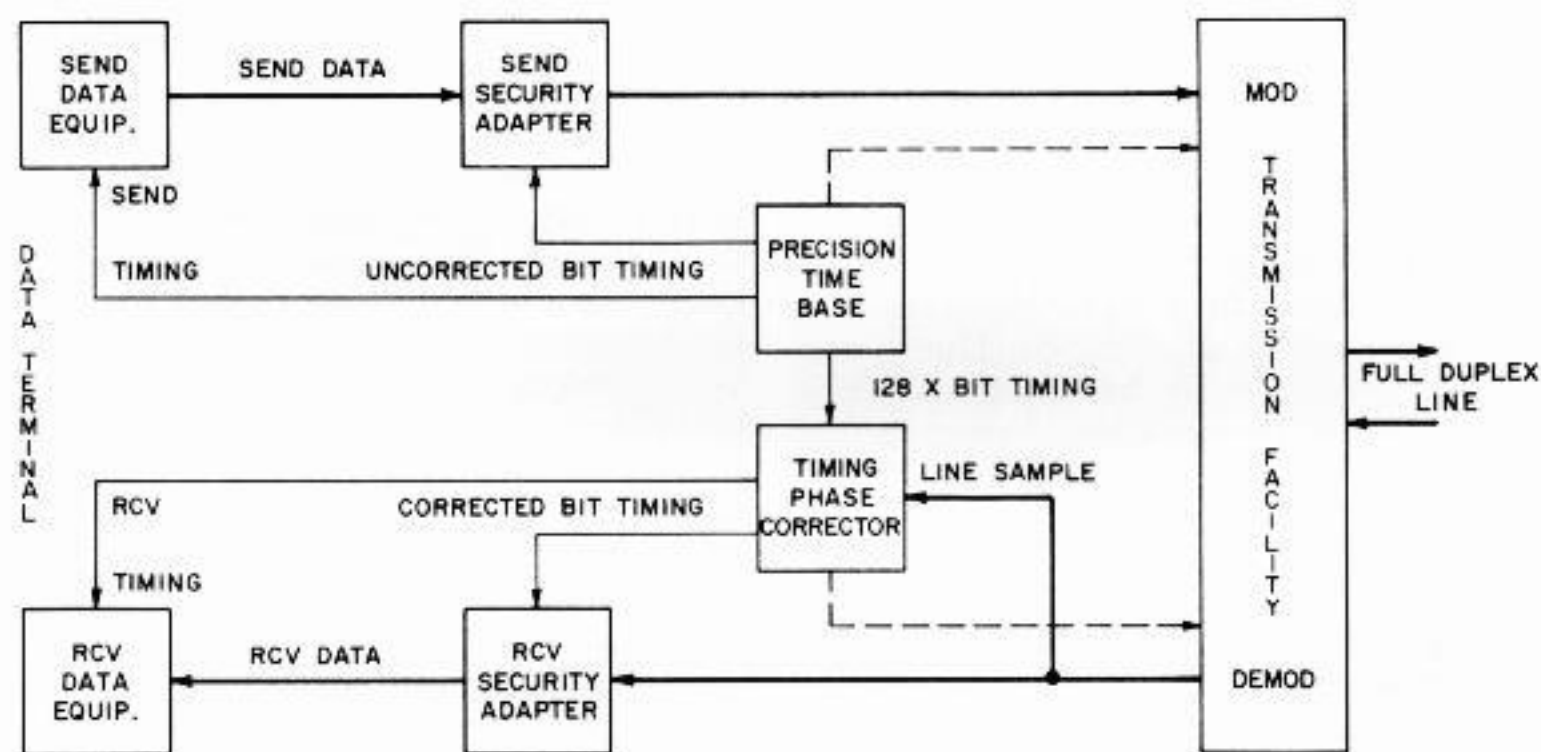 SEND
DATA
EQUIP.
SEND DATA
SEND
SECURITY
ADAPTER
MOD
SEND
TIMING
UNCORRECTED BIT TIMING
PRECISION
TIME
BASE
DATA TERMINAL
TRANSMISSION FACILITY
128 X BIT TIMING
FULL DUPLEX
LINE
TIMING
PHASE
CORRECTOR
LINE SAMPLE
RCV
CORRECTED BIT TIMING
TIMING
RCV
DATA
EQUIP.
RCV DATA
RCV
SECURITY
ADAPTER
DEMOD